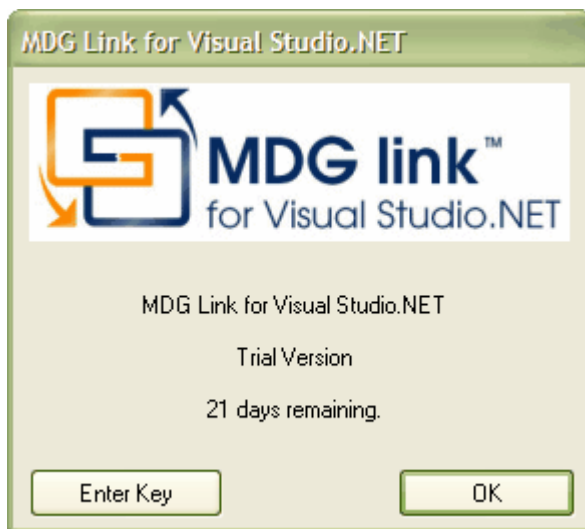 MDG Link for Visual Studio.NET
MDG link™
for Visual Studio.NET
MDG Link for Visual Studio.NET
Trial Version
21 days remaining.
Enter Key
OK